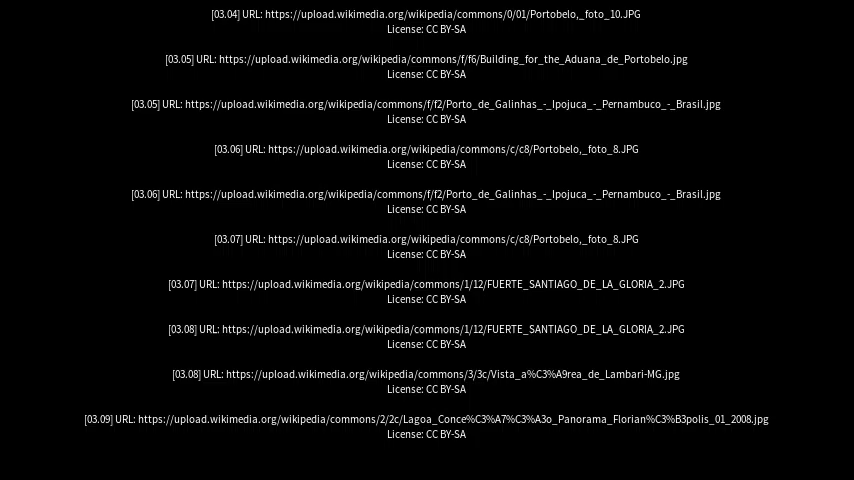 [03.04] URL: https://upload.wikimedia.org/wikipedia/commons/0/01/Portobelo,_foto_10.JPG
License: CC BY-SA
[03.05] URL: https://upload.wikimedia.org/wikipedia/commons/f/f6/Building_for_the_Aduana_de_Portobelo.jpg
License: CC BY-SA
[03.05] URL: https://upload.wikimedia.org/wikipedia/commons/f/f2/Porto_de_Galinhas_-_Ipojuca_-_Pernambuco_-_Brasil.jpg
License: CC BY-SA
[03.06] URL: https://upload.wikimedia.org/wikipedia/commons/c/c8/Portobelo,_foto_8.JPG
License: CC BY-SA
[03.06] URL: https://upload.wikimedia.org/wikipedia/commons/f/f2/Porto_de_Galinhas_-_Ipojuca_-_Pernambuco_-_Brasil.jpg
License: CC BY-SA
[03.07] URL: https://upload.wikimedia.org/wikipedia/commons/c/c8/Portobelo,_foto_8.JPG
License: CC BY-SA
[03.07] URL: https://upload.wikimedia.org/wikipedia/commons/1/12/FUERTE_SANTIAGO_DE_LA_GLORIA_2.JPG
License: CC BY-SA
[03.08] URL: https://upload.wikimedia.org/wikipedia/commons/1/12/FUERTE_SANTIAGO_DE_LA_GLORIA_2.JPG
License: CC BY-SA
[03.08] URL: https://upload.wikimedia.org/wikipedia/commons/3/3c/Vista_a%C3%A9rea_de_Lambari-MG.jpg
License: CC BY-SA
[03.09] URL: https://upload.wikimedia.org/wikipedia/commons/2/2c/Lagoa_Conce%C3%A7%C3%A3o_Panorama_Florian%C3%B3polis_01_2008.jpg
License: CC BY-SA